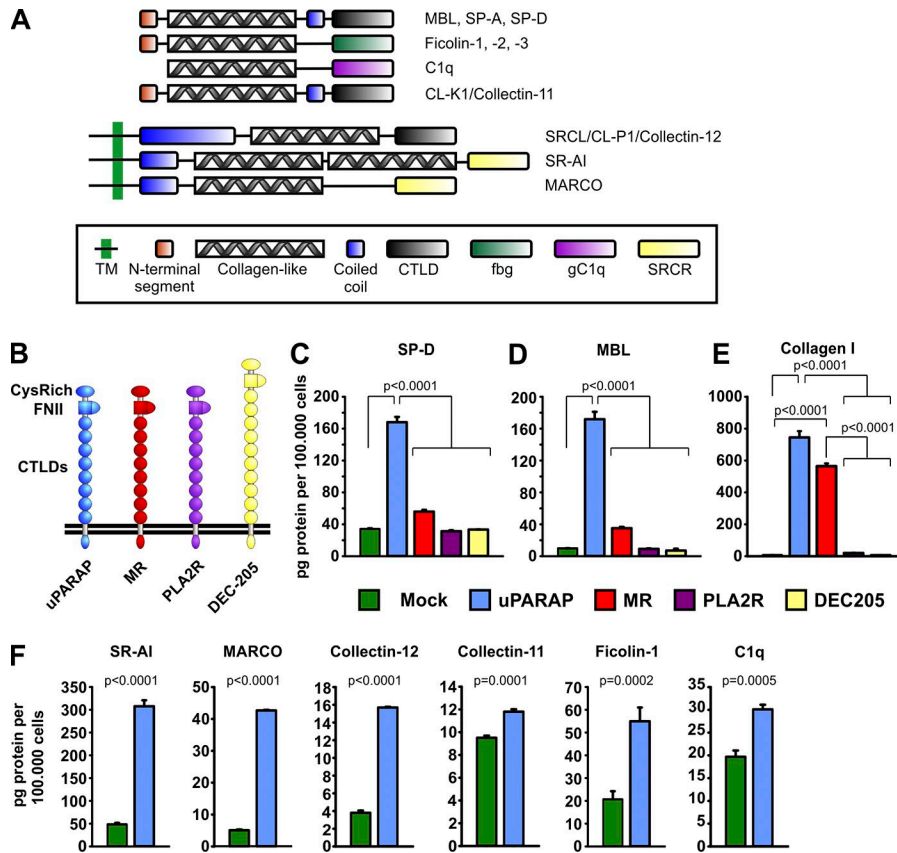 A
MBL, SP-A, SP-D
Ficolin-1, -2, -3
C1q
CL-K1/Collectin-11
SRCL/CL-P1/Collectin-12
SR-AI
MARCO
TM
N-terminal
segment
Collagen-like
Coiled
coil
CTLD
fbg
gC1q
SRCR
B
CysRich
FNII
CTLDs
uPARAP
MR
PLA2R
DEC-205
C
SP-D
pg protein per 100.000 cells
p<0.0001
200
160
120
80
40
0
D
MBL
p<0.0001
200
160
120
80
40
0
E
Collagen I
p<0.0001
p<0.0001
p<0.0001
1000
800
600
400
200
0
Mock
uPARAP
MR
PLA2R
DEC205
F
pg protein per
100.000 cells
SR-AI
p<0.0001
350
300
250
200
150
100
50
0
MARCO
p<0.0001
50
40
30
20
10
0
Collectin-12
p<0.0001
18
16
14
12
10
8
6
4
2
0
Collectin-11
p=0.0001
14
12
10
8
6
4
2
0
Ficolin-1
p=0.0002
70
60
50
40
30
20
10
0
C1q
p=0.0005
35
30
25
20
15
10
5
0